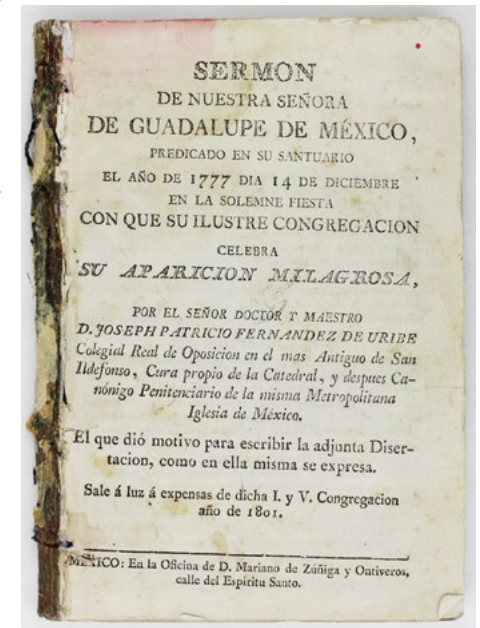 SERMON
DE NUESTRA SEÑORA
DE GUADALUPE DE MÉXICO,
PREDICADO EN SU SANTUARIO
EL AÑO DE 1777 DIA 14 DE DICIEMBRE
EN LA SOLEMNE FIESTA
CON QUE SU ILUSTRE CONGREGACION
CELEBRA
SU APARICION MILAGROSA,
POR EL SEÑOR DOCTOR Y MAESTRO
D. JOSEPH PATRICIO FERNANDEZ DE URIBE
Colegial Real de Oposicion en el mas Antiguo de San
Ildefonso, Cura propio de la Catedral, y despues Ca-
nónigo Penitenciario de la misma Metropolitana
Iglesia de México.
El que dió motivo para escribir la adjunta Diser-
tacion, como en ella misma se expresa.
Sale á luz á expensas de dicha I. y V. Congregacion
año de 1801.
MÉXICO: En la Oficina de D. Mariano de Zúñiga y Ontiveros,
calle del Espíritu Santo.